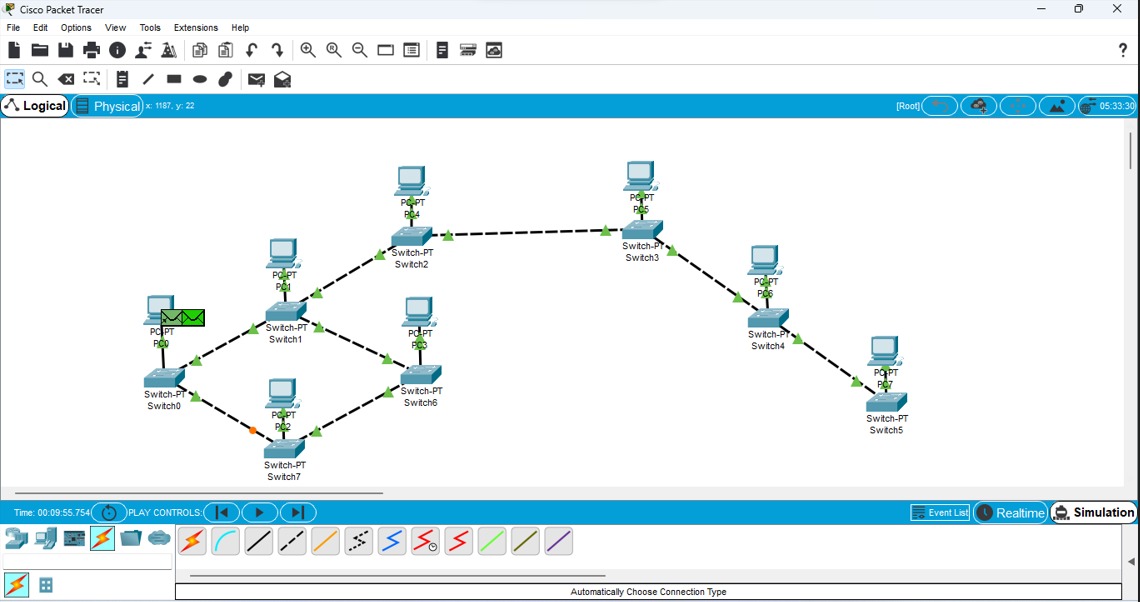 Cisco Packet Tracer
File Edit Options View Tools Extensions Help
?
Logical Physical x: 1187, y: 22 [Root] 05:33:30
PC-PT
PC4
Switch-PT
Switch2
PC-PT
PC5
Switch-PT
Switch3
PC-PT
PC1
Switch-PT
Switch1
PC-PT
PC6
Switch-PT
Switch4
PC-PT
PC0
Switch-PT
Switch0
PC-PT
PC3
Switch-PT
Switch6
PC-PT
PC7
Switch-PT
Switch5
PC-PT
PC2
Switch-PT
Switch7
Time: 00:09:55.754 PLAY CONTROLS: Event List Realtime Simulation
Automatically Choose Connection Type